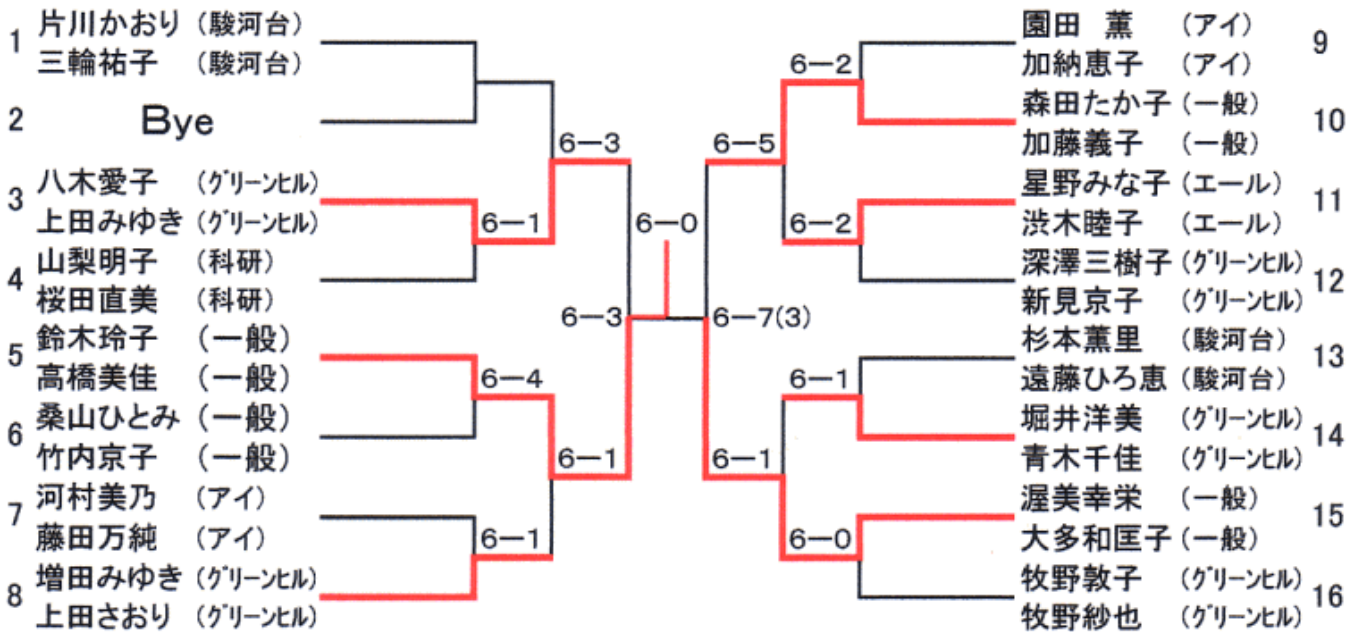 1
片川かおり (駿河台)
三輪祐子 (駿河台)
2
Bye
3
八木愛子 (グリーンヒル)
上田みゆき (グリーンヒル)
4
山梨明子 (科研)
桜田直美 (科研)
5
鈴木玲子 (一般)
高橋美佳 (一般)
6
桑山ひとみ (一般)
竹内京子 (一般)
7
河村美乃 (アイ)
藤田万純 (アイ)
8
増田みゆき (グリーンヒル)
上田さおり (グリーンヒル)
6-1
6-4
6-1
6-3
6-1
6-3
6-0
6-7(3)
6-5
6-1
6-2
6-2
6-1
6-0
園田 薫 (アイ)
9
加納恵子 (アイ)
森田たか子 (一般)
10
加藤義子 (一般)
星野みな子 (エール)
11
渋木睦子 (エール)
深澤三樹子 (グリーンヒル)
12
新見京子 (グリーンヒル)
杉本薫里 (駿河台)
13
遠藤ひろ恵 (駿河台)
堀井洋美 (グリーンヒル)
14
青木千佳 (グリーンヒル)
渥美幸栄 (一般)
15
大多和匡子 (一般)
牧野敦子 (グリーンヒル)
16
牧野紗也 (グリーンヒル)